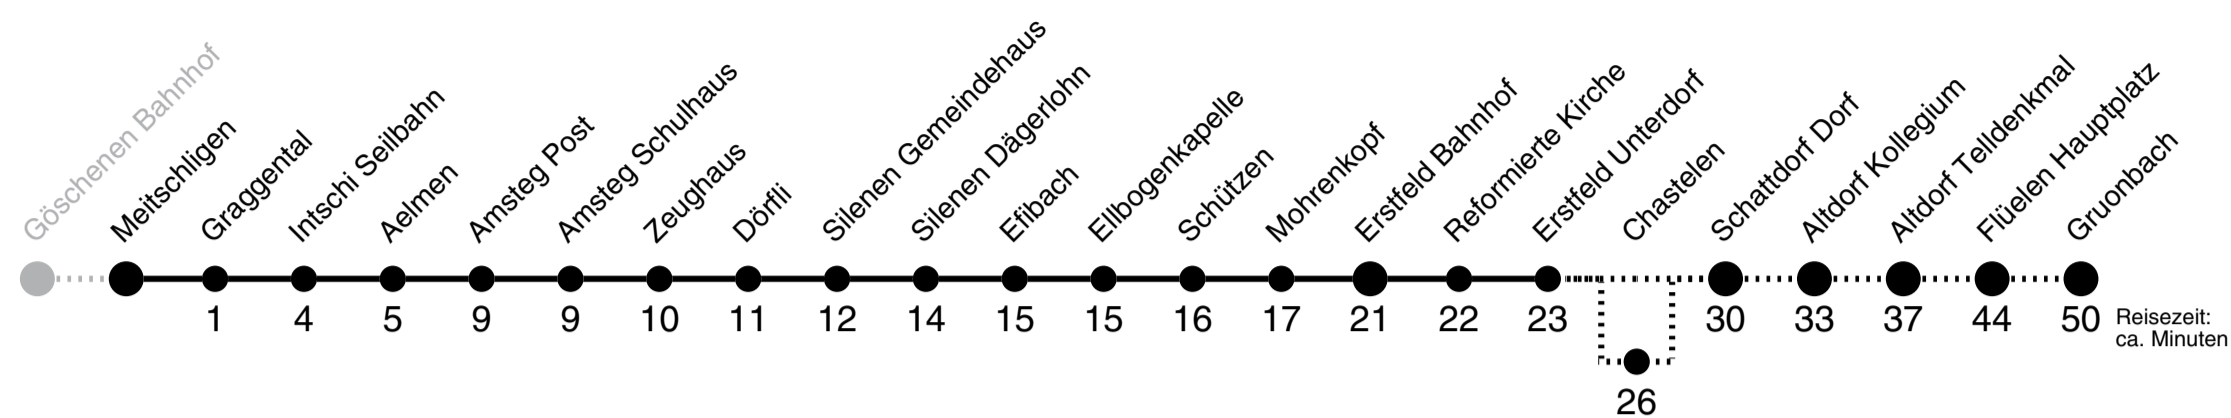 Göschenen Bahnhof
Meitschligen
Graggental
Intschi Seilbahn
Aelmen
Amsteg Post
Amsteg Schulhaus
Zeughaus
Dörfli
Silenen Gemeindehaus
Silenen Dägerlohn
Efibach
Ellbogenkapelle
Schützen
Mohrenkopf
Erstfeld Bahnhof
Reformierte Kirche
Erstfeld Unterdorf
Chastelen
Schattdorf Dorf
Altdorf Kollegium
Altdorf Telldenkmal
Flüelen Hauptplatz
Gruonbach
1 4 5 9 9 10 11 12 14 15 15 16 17 21 22 23 30 33 37 44 50
Reisezeit:
ca. Minuten
26